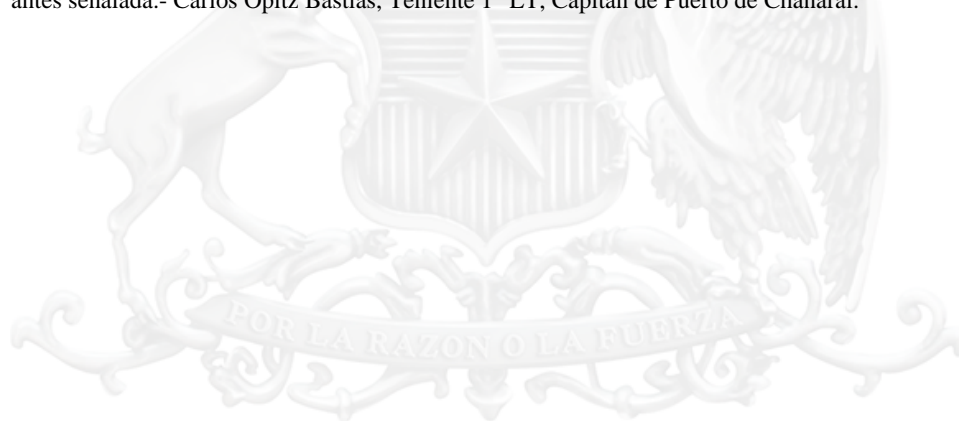 antes señalada.- Carlos Opitz Bastías, Teniente 1° LT, Capitán de Puerto de Chañaral.
POR LA RAZON O LA FUERZA